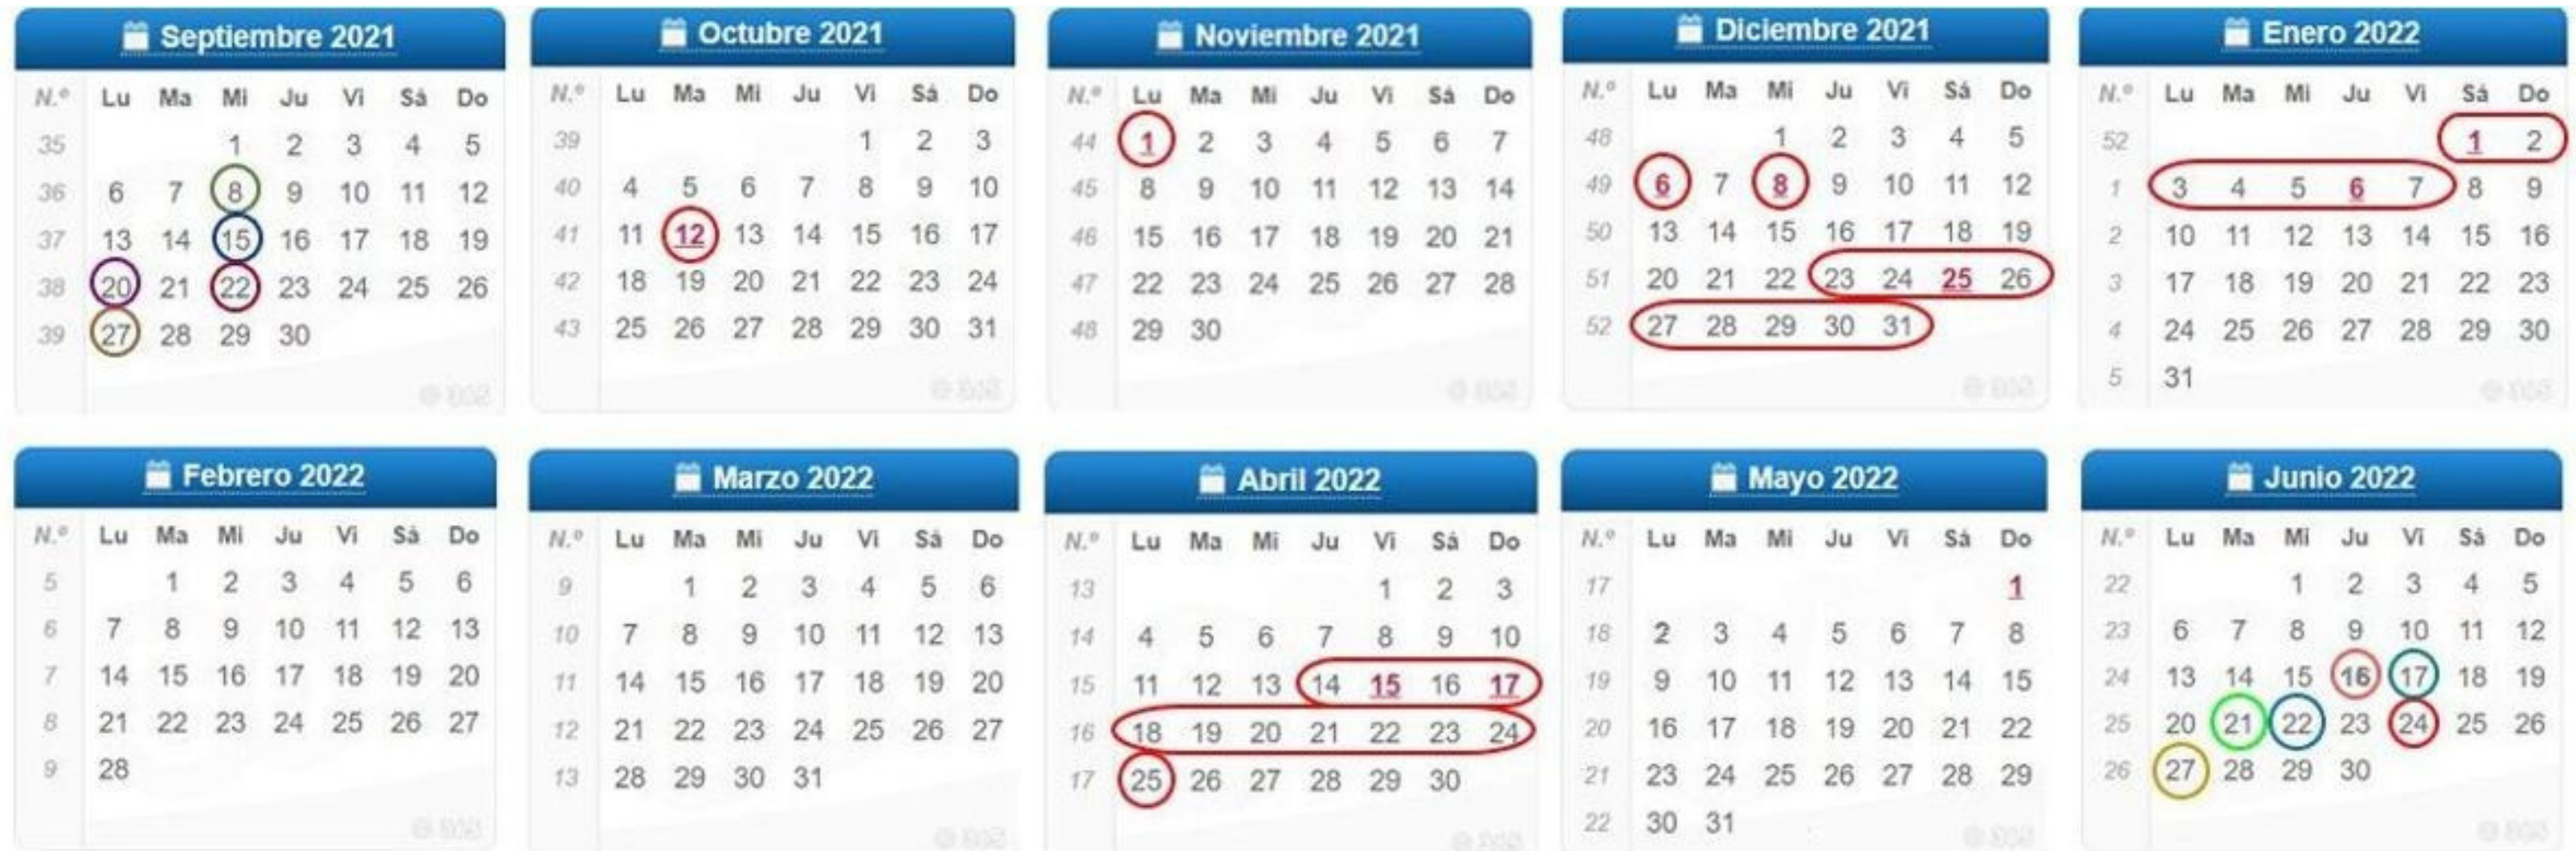 Septiembre 2021
N.º Lu Ma Mi Ju Vi Sá Do
35 1 2 3 4 5
36 6 7 8 9 10 11 12
37 13 14 15 16 17 18 19
38 20 21 22 23 24 25 26
39 27 28 29 30
Octubre 2021
N.º Lu Ma Mi Ju Vi Sá Do
39 1 2 3
40 4 5 6 7 8 9 10
41 11 12 13 14 15 16 17
42 18 19 20 21 22 23 24
43 25 26 27 28 29 30 31
Noviembre 2021
N.º Lu Ma Mi Ju Vi Sá Do
44 1 2 3 4 5 6 7
45 8 9 10 11 12 13 14
46 15 16 17 18 19 20 21
47 22 23 24 25 26 27 28
48 29 30
Diciembre 2021
N.º Lu Ma Mi Ju Vi Sá Do
48 1 2 3 4 5
49 6 7 8 9 10 11 12
50 13 14 15 16 17 18 19
51 20 21 22 23 24 25 26
52 27 28 29 30 31
Enero 2022
N.º Lu Ma Mi Ju Vi Sá Do
52 1 2
1 3 4 5 6 7 8 9
2 10 11 12 13 14 15 16
3 17 18 19 20 21 22 23
4 24 25 26 27 28 29 30
5 31
Febrero 2022
N.º Lu Ma Mi Ju Vi Sá Do
5 1 2 3 4 5 6
6 7 8 9 10 11 12 13
7 14 15 16 17 18 19 20
8 21 22 23 24 25 26 27
9 28
Marzo 2022
N.º Lu Ma Mi Ju Vi Sá Do
9 1 2 3 4 5 6
10 7 8 9 10 11 12 13
11 14 15 16 17 18 19 20
12 21 22 23 24 25 26 27
13 28 29 30 31
Abril 2022
N.º Lu Ma Mi Ju Vi Sá Do
13 1 2 3
14 4 5 6 7 8 9 10
15 11 12 13 14 15 16 17
16 18 19 20 21 22 23 24
17 25 26 27 28 29 30
Mayo 2022
N.º Lu Ma Mi Ju Vi Sá Do
17 1
18 2 3 4 5 6 7 8
19 9 10 11 12 13 14 15
20 16 17 18 19 20 21 22
21 23 24 25 26 27 28 29
22 30 31
Junio 2022
N.º Lu Ma Mi Ju Vi Sá Do
22 1 2 3 4 5
23 6 7 8 9 10 11 12
24 13 14 15 16 17 18 19
25 20 21 22 23 24 25 26
26 27 28 29 30